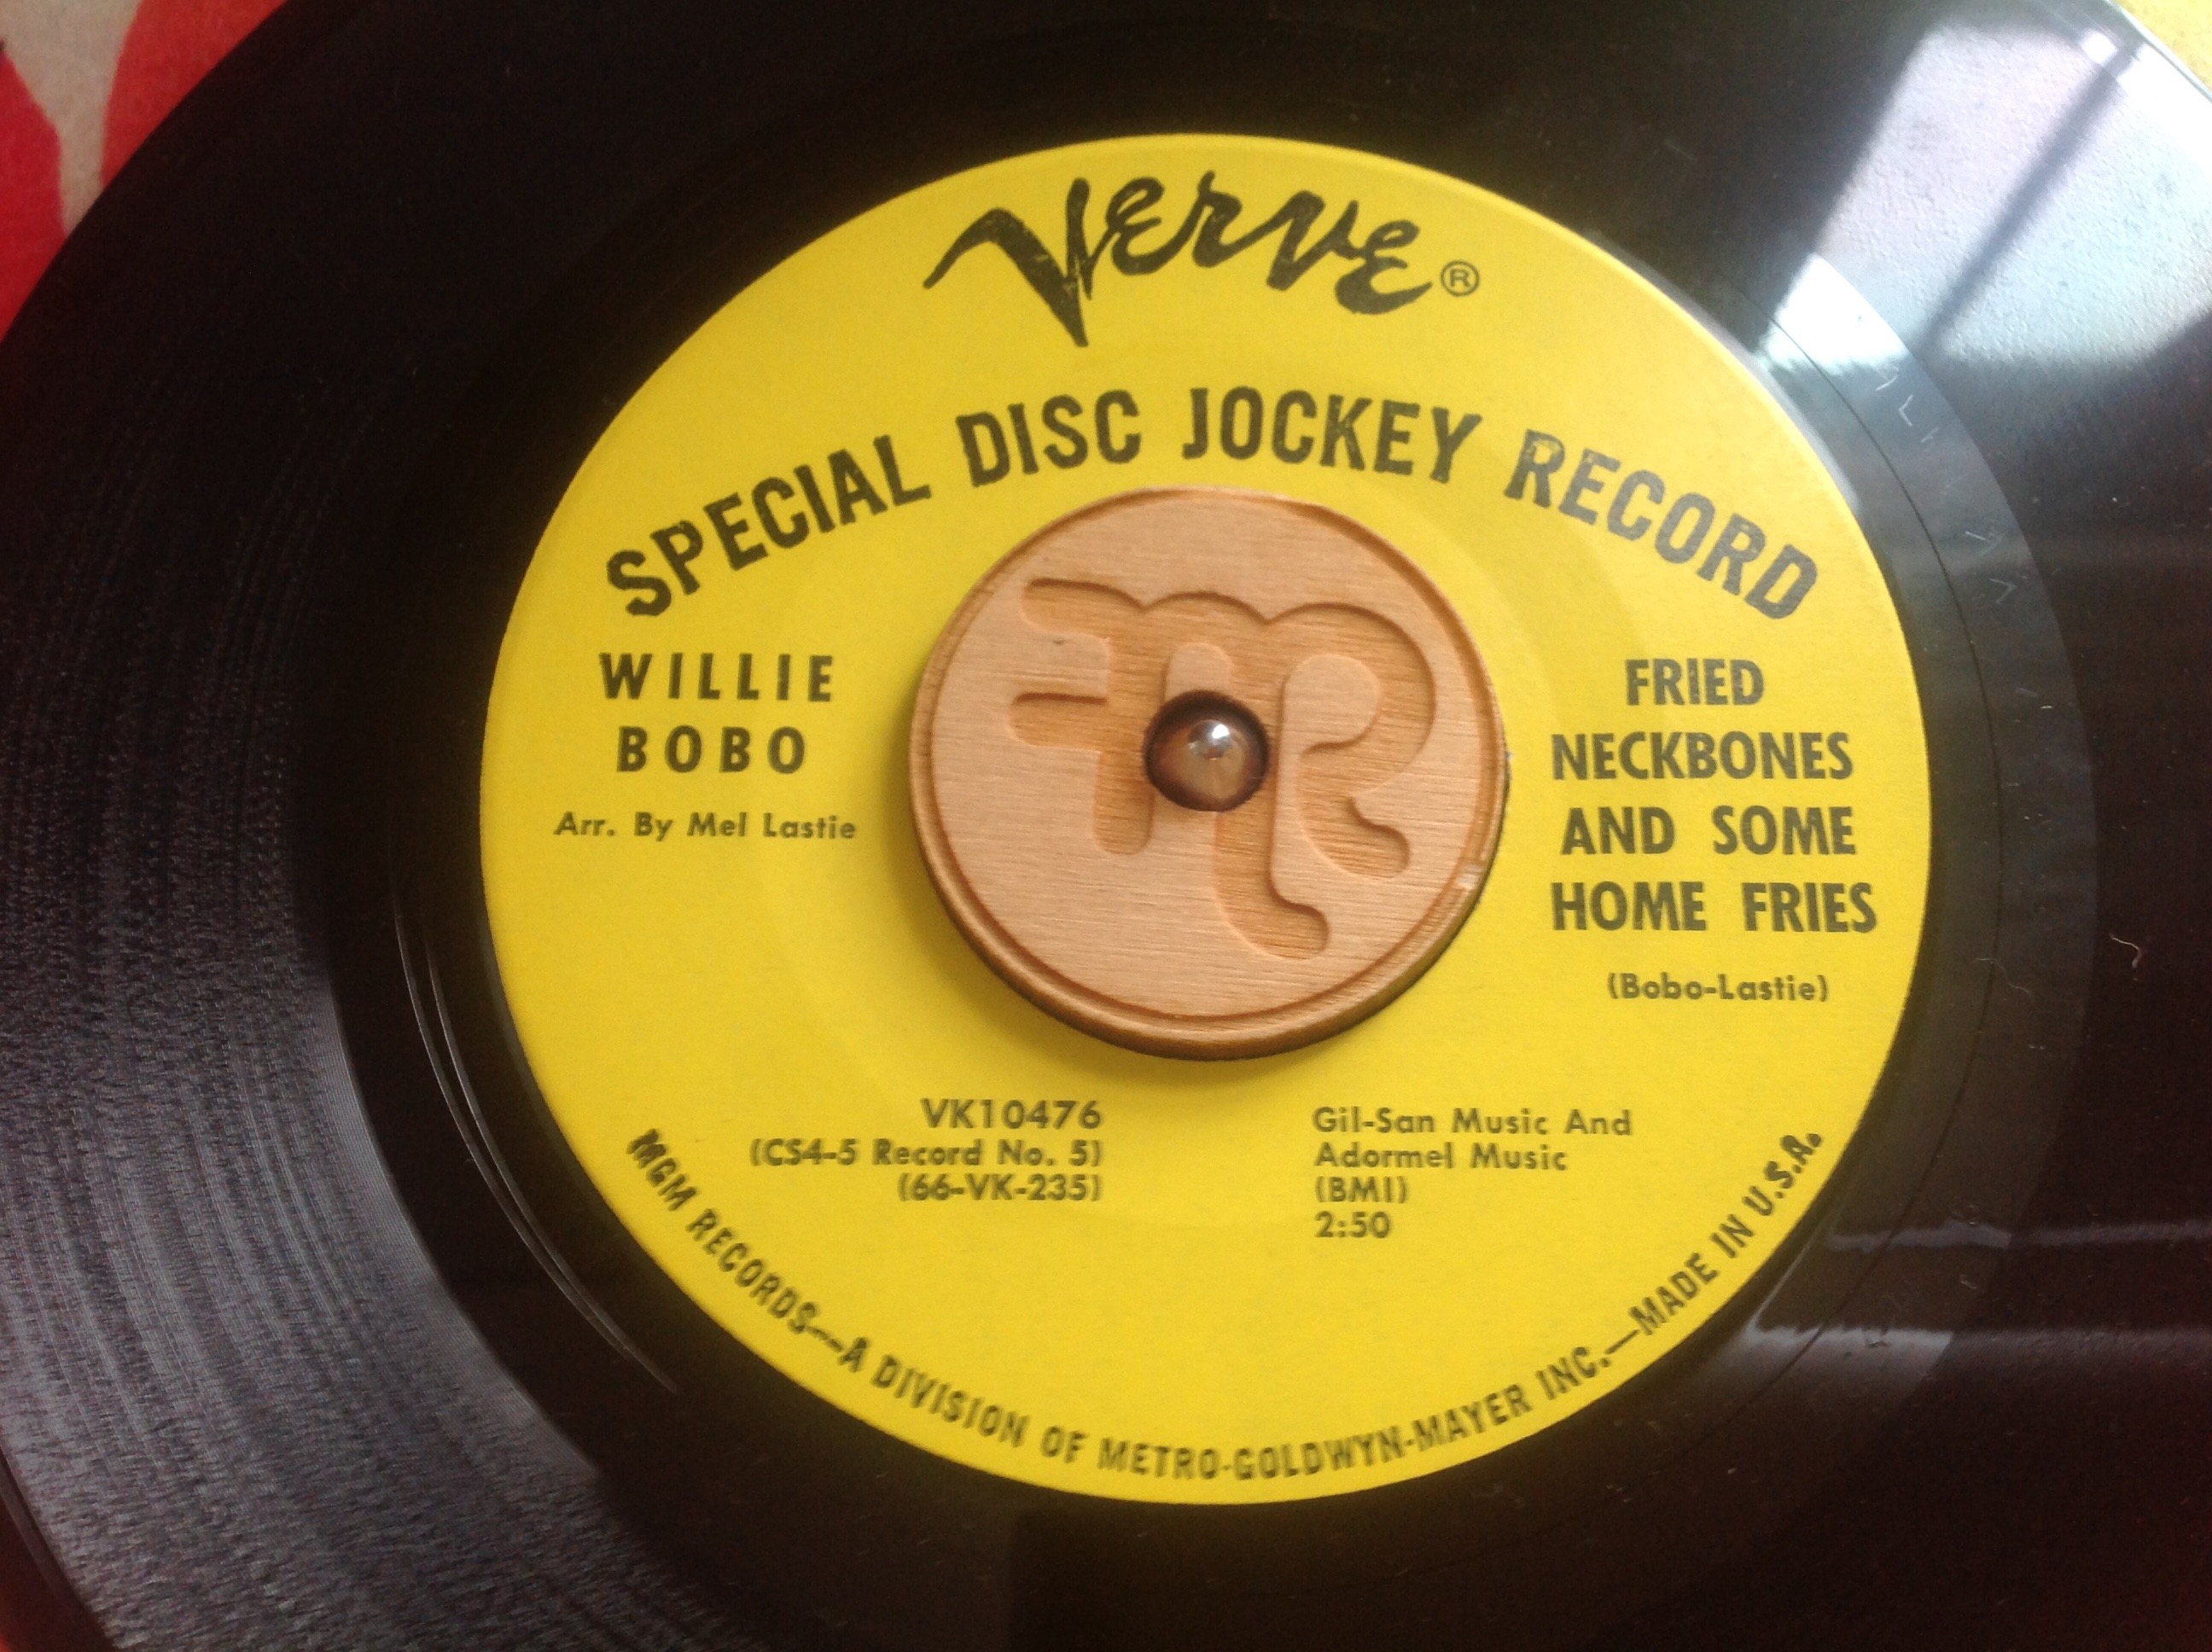 Verve®
SPECIAL DISC JOCKEY RECORD
WILLIE
BOBO
Arr. By Mel Lastie
FRIED
NECKBONES
AND SOME
HOME FRIES
(Bobo-Lastie)
VK10476
(CS4-5 Record No. 5)
(66-VK-235)
Gil-San Music And
Adormel Music
(BMI)
2:50
MGM RECORDS—A DIVISION OF METRO-GOLDWYN-MAYER INC.—MADE IN U.S.A.